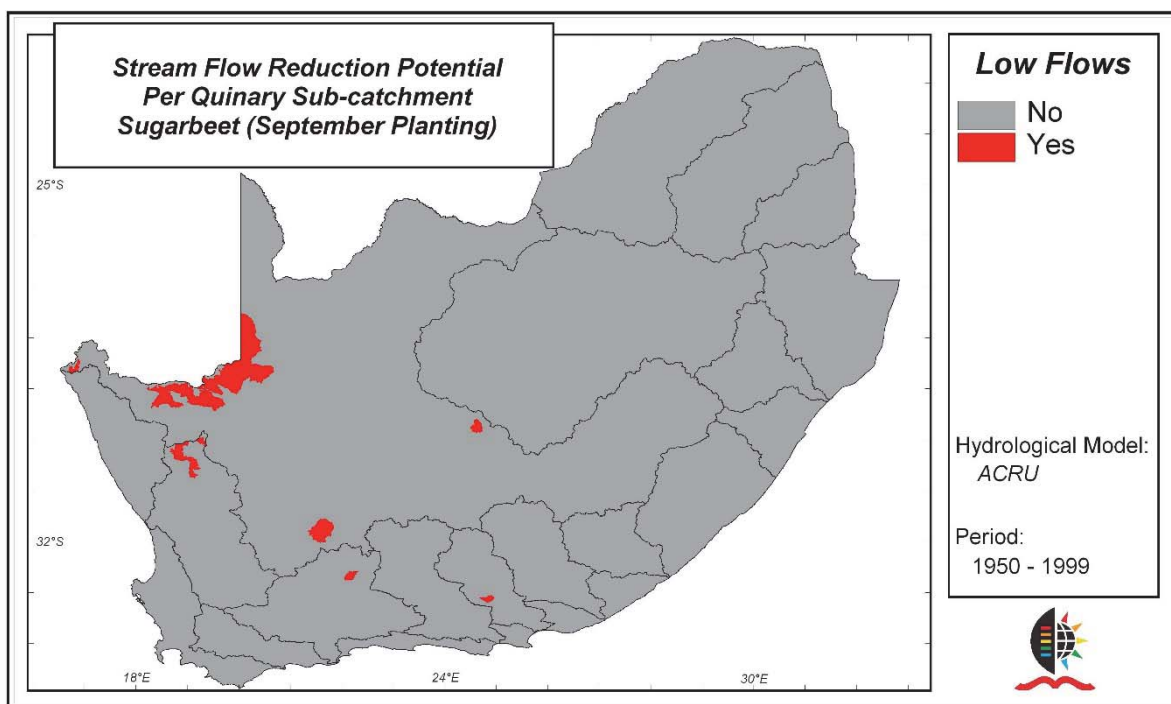 Stream Flow Reduction Potential
Per Quinary Sub-catchment
Sugarbeet (September Planting)
Low Flows
No
Yes
25°S
32°S
18°E
24°E
30°E
Hydrological Model:
ACRU
Period:
1950 - 1999